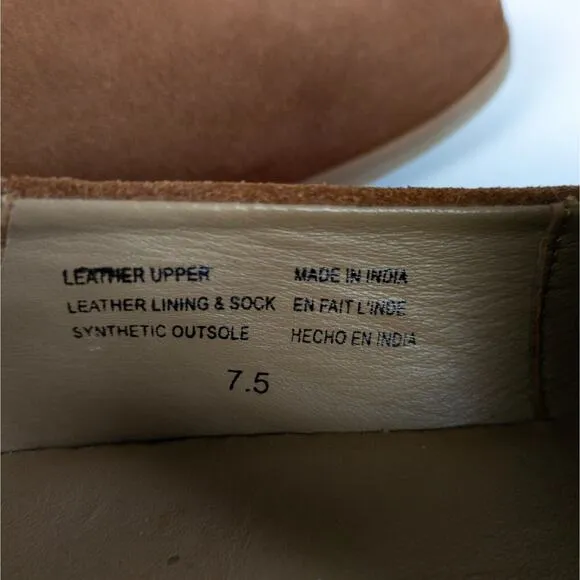 LEATHER UPPER
LEATHER LINING & SOCK
SYNTHETIC OUTSOLE
MADE IN INDIA
EN FAIT L'INDE
HECHO EN INDIA
7.5